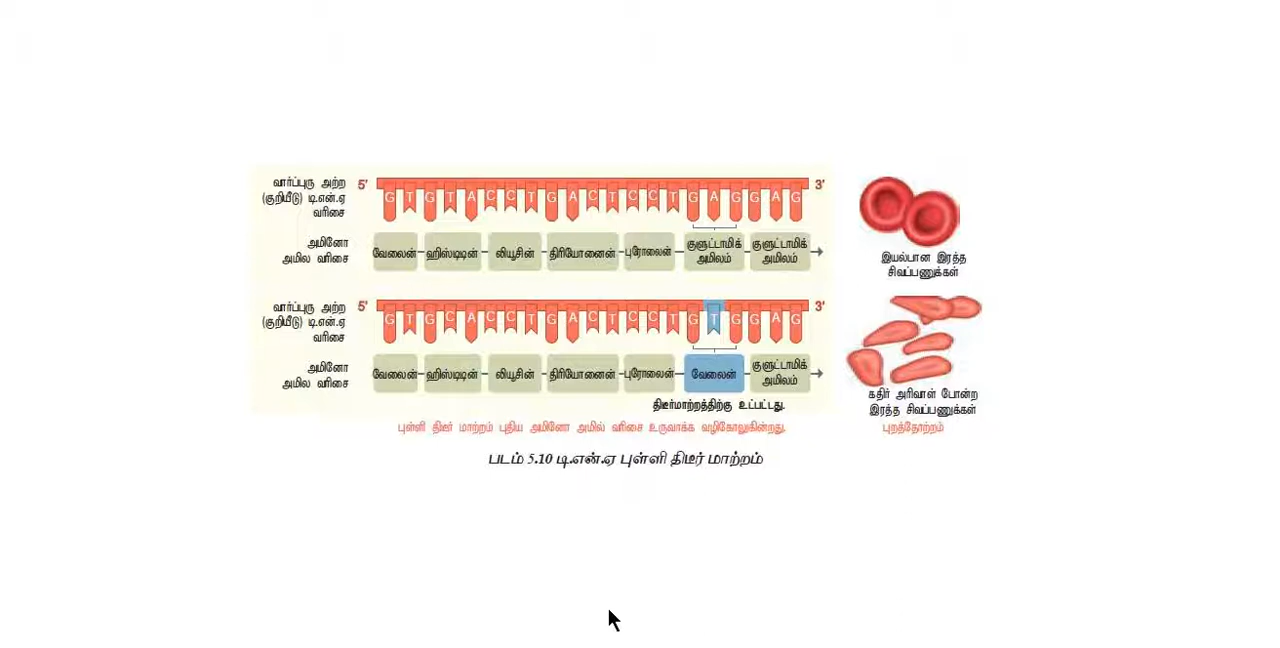 வார்ப்புரு அற்ற
(குறியீடு) டி.என்.ஏ
வரிசை
5'
G T G T A C C T G A C T C C T G A G G A G
3'
அமினோ
அமில வரிசை
வேலைன் ஹிஸ்டிடின் லியூசின் திரியோனைன் புரோலைன் குளுட்டாமிக் அமிலம் குளுட்டாமிக் அமிலம்
இயல்பான இரத்த
சிவப்பணுக்கள்
வார்ப்புரு அற்ற
(குறியீடு) டி.என்.ஏ
வரிசை
5'
G T G C A C C T G A C T C C T G T G G A G
3'
அமினோ
அமில வரிசை
வேலைன் ஹிஸ்டிடின் லியூசின் திரியோனைன் புரோலைன் வேலைன் குளுட்டாமிக் அமிலம்
திடீர்மாற்றத்திற்கு உப்பட்டது.
கதிர் அரிவாள் போன்ற
இரத்த சிவப்பணுக்கள்
புள்ளி திடீர் மாற்றம் புதிய அமினோ அமில் வரிசை உருவாக்க வழிகோலுகின்றது.
புறத்தோற்றம்
படம் 5.10 டி.என்.ஏ புள்ளி திடீர் மாற்றம்